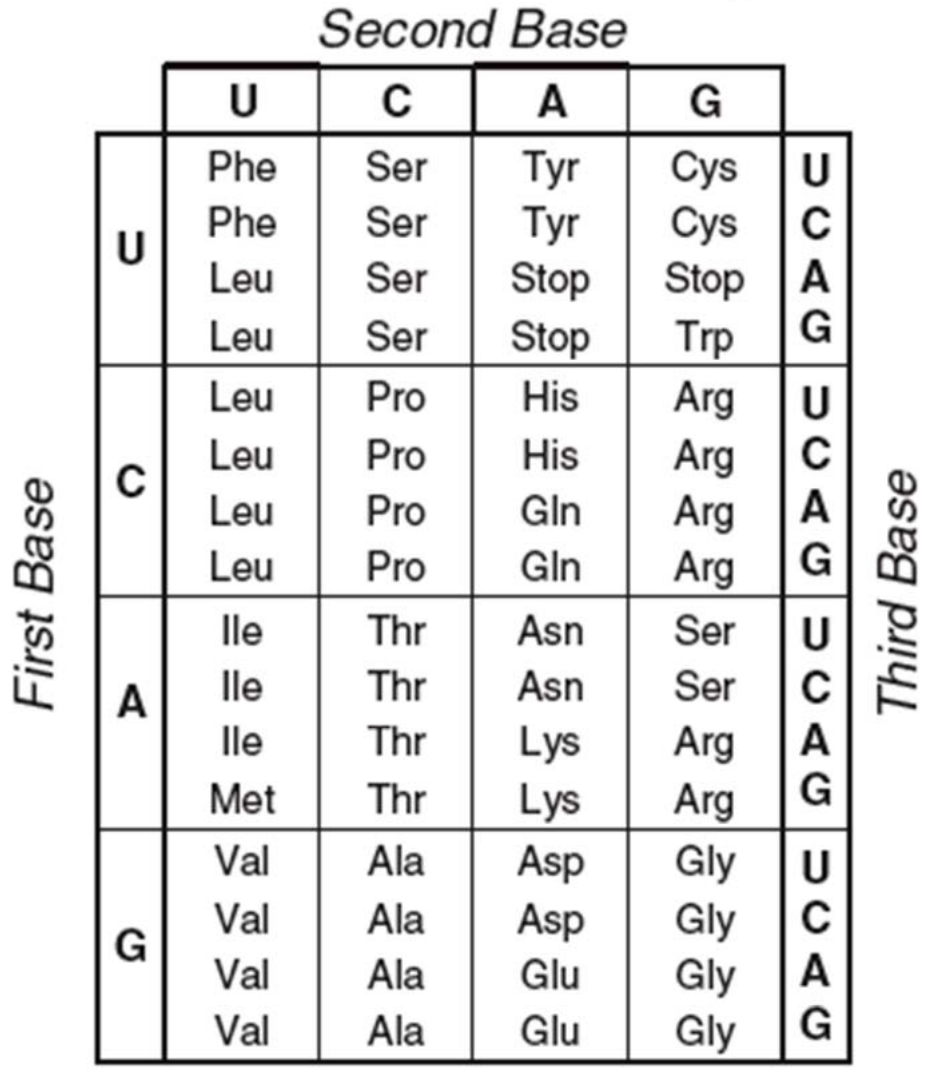 Second Base
U C A G
Phe Ser Tyr Cys U
Phe Ser Tyr Cys C
U
Leu Ser Stop Stop A
Leu Ser Stop Trp G
Leu Pro His Arg U
Leu Pro His Arg C
C
Leu Pro Gln Arg A
Leu Pro Gln Arg G
First Base
Third Base
Ile Thr Asn Ser U
Ile Thr Asn Ser C
A
Ile Thr Lys Arg A
Met Thr Lys Arg G
Val Ala Asp Gly U
Val Ala Asp Gly C
G
Val Ala Glu Gly A
Val Ala Glu Gly G